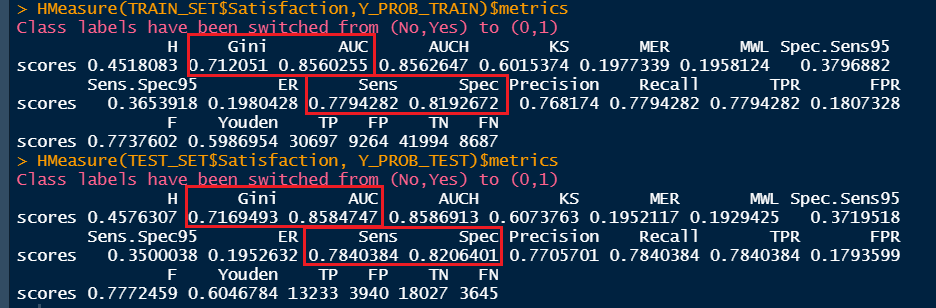 > HMeasure(TRAIN_SET$Satisfaction,Y_PROB_TRAIN)$metrics
Class labels have been switched from (No,Yes) to (0,1)
H Gini AUC AUCH KS MER MWL Spec.Sens95
scores 0.4518083 0.712051 0.8560255 0.8562647 0.6015374 0.1977339 0.1958124 0.3796882
Sens.Spec95 ER Sens Spec Precision Recall TPR FPR
scores 0.3653918 0.1980428 0.7794282 0.8192672 0.768174 0.7794282 0.7794282 0.1807328
F Youden TP FP TN FN
scores 0.7737602 0.5986954 30697 9264 41994 8687
> HMeasure(TEST_SET$Satisfaction, Y_PROB_TEST)$metrics
Class labels have been switched from (No,Yes) to (0,1)
H Gini AUC AUCH KS MER MWL Spec.Sens95
scores 0.4576307 0.7169493 0.8584747 0.8586913 0.6073763 0.1952117 0.1929425 0.3719518
Sens.Spec95 ER Sens Spec Precision Recall TPR FPR
scores 0.3500038 0.1952632 0.7840384 0.8206401 0.7705701 0.7840384 0.7840384 0.1793599
F Youden TP FP TN FN
scores 0.7772459 0.6046784 13233 3940 18027 3645